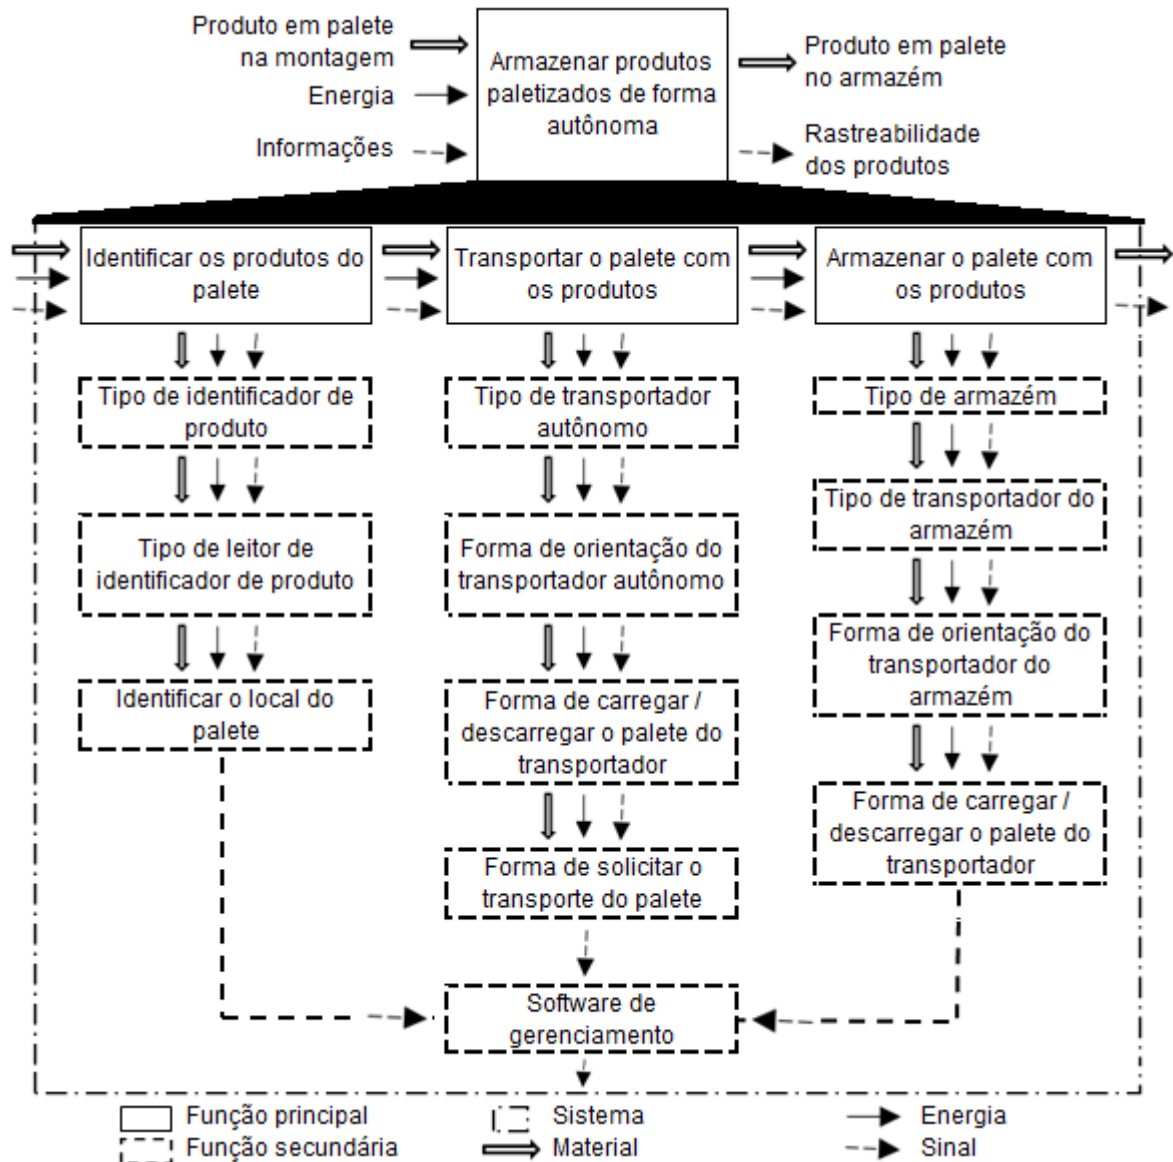 Produto em palete
na montagem
Energia
Informações
Armazenar produtos
paletizados de forma
autônoma
Produto em palete
no armazém
Rastreabilidade
dos produtos
Identificar os produtos do
palete
Transportar o palete com
os produtos
Armazenar o palete com
os produtos
Tipo de identificador de
produto
Tipo de leitor de
identificador de produto
Identificar o local do
palete
Tipo de transportador
autônomo
Forma de orientação do
transportador autônomo
Forma de carregar /
descarregar o palete do
transportador
Forma de solicitar o
transporte do palete
Tipo de armazém
Tipo de transportador do
armazém
Forma de orientação do
transportador do
armazém
Forma de carregar /
descarregar o palete do
transportador
Software de
gerenciamento
Função principal
Função secundária
Sistema
Material
Energia
Sinal